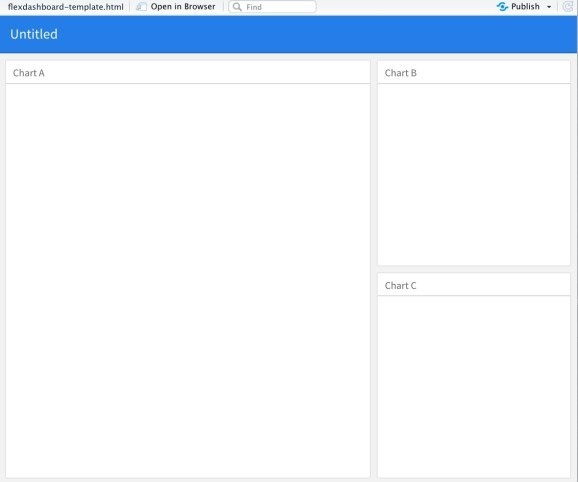 flexdashboard-template.html Open in Browser Find Publish
Untitled
Chart A
Chart B
Chart C